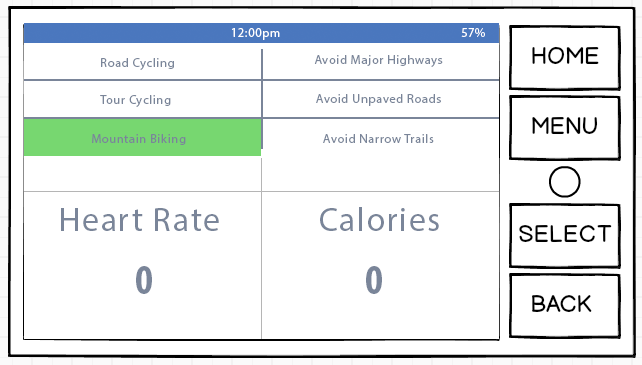 12:00pm 57%
Road Cycling
Avoid Major Highways
Tour Cycling
Avoid Unpaved Roads
Mountain Biking
Avoid Narrow Trails
Heart Rate
Calories
0
0
HOME
MENU
SELECT
BACK